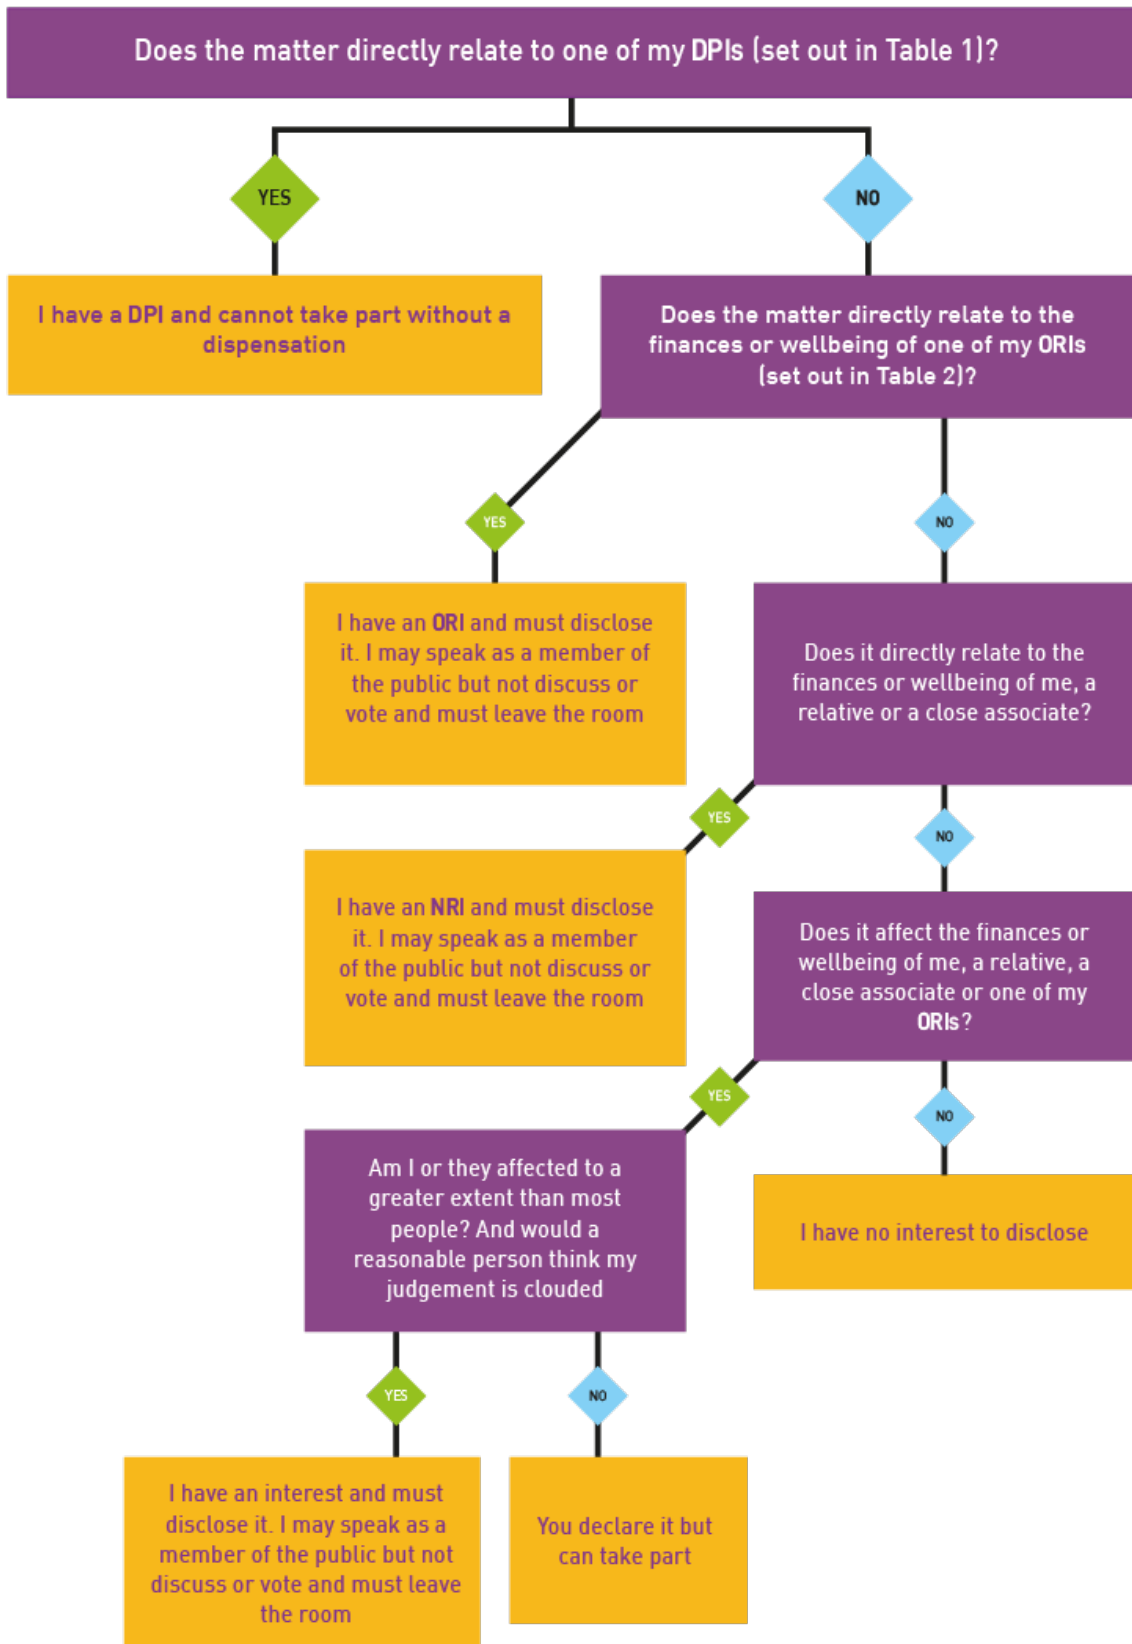 Does the matter directly relate to one of my DPIs (set out in Table 1)?
YES
NO
I have a DPI and cannot take part without a
dispensation
Does the matter directly relate to the
finances or wellbeing of one of my ORIs
(set out in Table 2)?
YES
NO
I have an ORI and must disclose
it. I may speak as a member of
the public but not discuss or
vote and must leave the room
Does it directly relate to the
finances or wellbeing of me, a
relative or a close associate?
YES
NO
I have an NRI and must disclose
it. I may speak as a member
of the public but not discuss or
vote and must leave the room
Does it affect the finances or
wellbeing of me, a relative, a
close associate or one of my
ORIs?
YES
NO
Am I or they affected to a
greater extent than most
people? And would a
reasonable person think my
judgement is clouded
I have no interest to disclose
YES
NO
I have an interest and must
disclose it. I may speak as a
member of the public but not
discuss or vote and must leave
the room
You declare it but
can take part